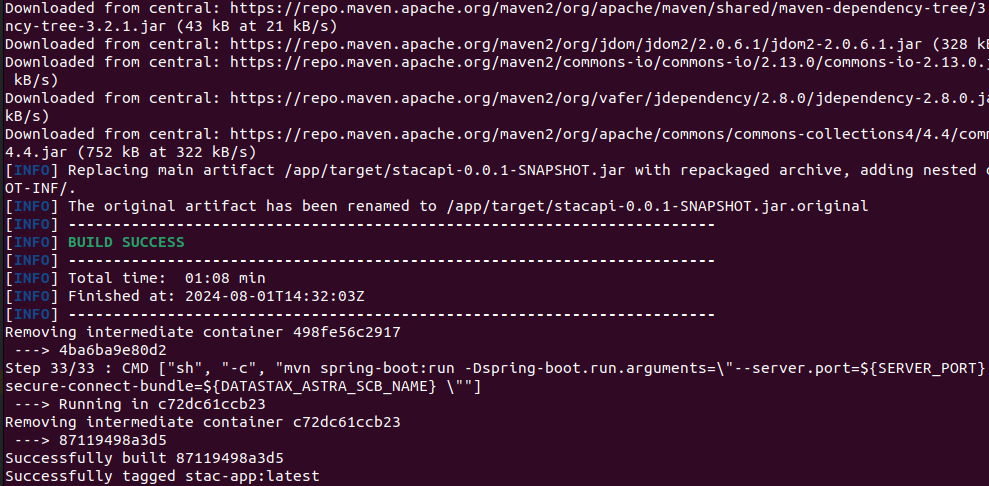 Downloaded from central: https://repo.maven.apache.org/maven2/org/apache/maven/shared/maven-dependency-tree/3
ncy-tree-3.2.1.jar (43 kB at 21 kB/s)
Downloaded from central: https://repo.maven.apache.org/maven2/org/jdom/jdom2/2.0.6.1/jdom2-2.0.6.1.jar (328 kB
Downloaded from central: https://repo.maven.apache.org/maven2/commons-io/commons-io/2.13.0/commons-io-2.13.0.j
kB/s)
Downloaded from central: https://repo.maven.apache.org/maven2/org/vafer/jdependency/2.8.0/jdependency-2.8.0.ja
kB/s)
Downloaded from central: https://repo.maven.apache.org/maven2/org/apache/commons/commons-collections4/4.4/com
4.4.jar (752 kB at 322 kB/s)
[INFO] Replacing main artifact /app/target/stacapi-0.0.1-SNAPSHOT.jar with repackaged archive, adding nested
OT-INF/.
[INFO] The original artifact has been renamed to /app/target/stacapi-0.0.1-SNAPSHOT.jar.original
[INFO] ------------------------------------------------------------------------
[INFO] BUILD SUCCESS
[INFO] ------------------------------------------------------------------------
[INFO] Total time:  01:08 min
[INFO] Finished at: 2024-08-01T14:32:03Z
[INFO] ------------------------------------------------------------------------
Removing intermediate container 498fe56c2917
 ---> 4ba6ba9e80d2
Step 33/33 : CMD ["sh", "-c", "mvn spring-boot:run -Dspring-boot.run.arguments=\"--server.port=${SERVER_PORT}
secure-connect-bundle=${DATASTAX_ASTRA_SCB_NAME} \""]
 ---> Running in c72dc61ccb23
Removing intermediate container c72dc61ccb23
 ---> 87119498a3d5
Successfully built 87119498a3d5
Successfully tagged stac-app:latest